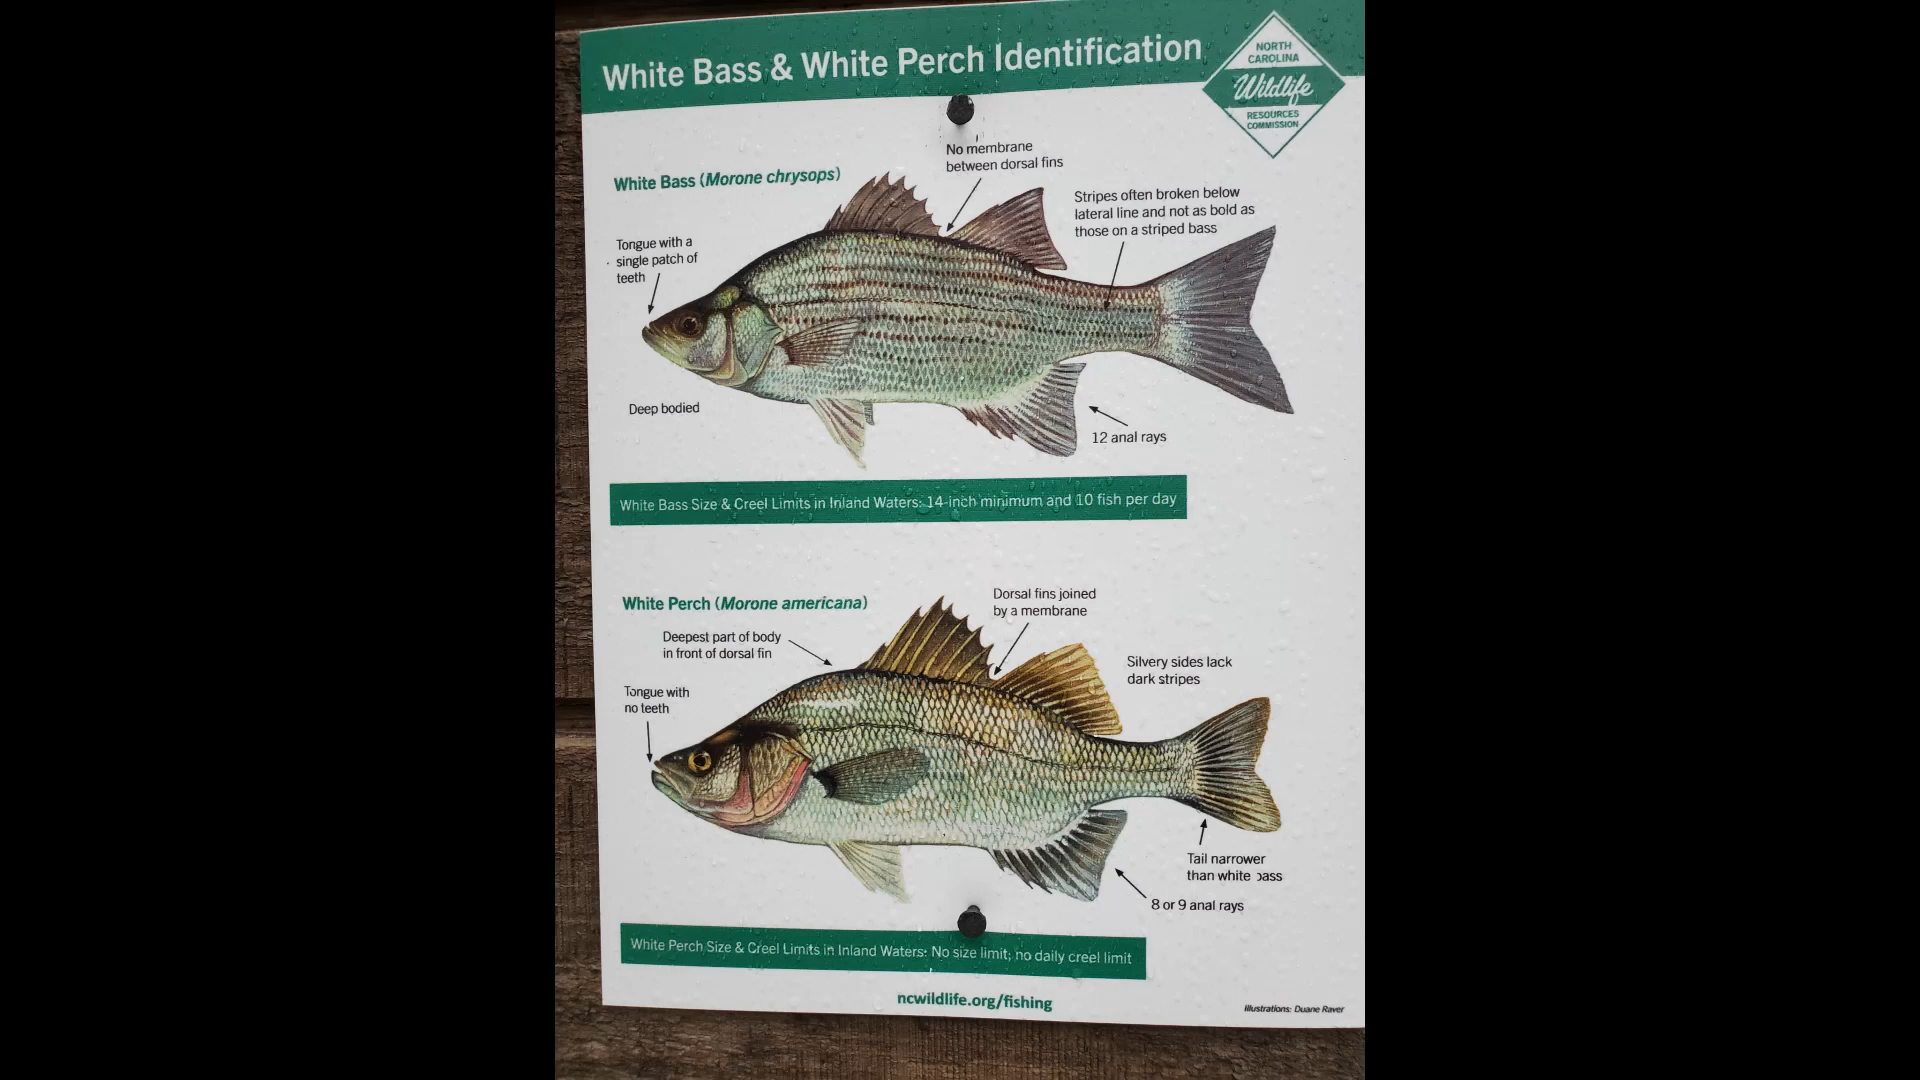 White Bass & White Perch Identification
NORTH
CAROLINA
Wildlife
RESOURCES
COMMISSION
No membrane
between dorsal fins
White Bass (Morone chrysops)
Stripes often broken below
lateral line and not as bold as
those on a striped bass
Tongue with a
single patch of
teeth
Deep bodied
12 anal rays
White Bass Size & Creel Limits in Inland Waters: 14-inch minimum and 10 fish per day
White Perch (Morone americana)
Dorsal fins joined
by a membrane
Deepest part of body
in front of dorsal fin
Silvery sides lack
dark stripes
Tongue with
no teeth
Tail narrower
than white bass
8 or 9 anal rays
White Perch Size & Creel Limits in Inland Waters: No size limit; no daily creel limit
ncwildlife.org/fishing
Illustrations: Duane Raver